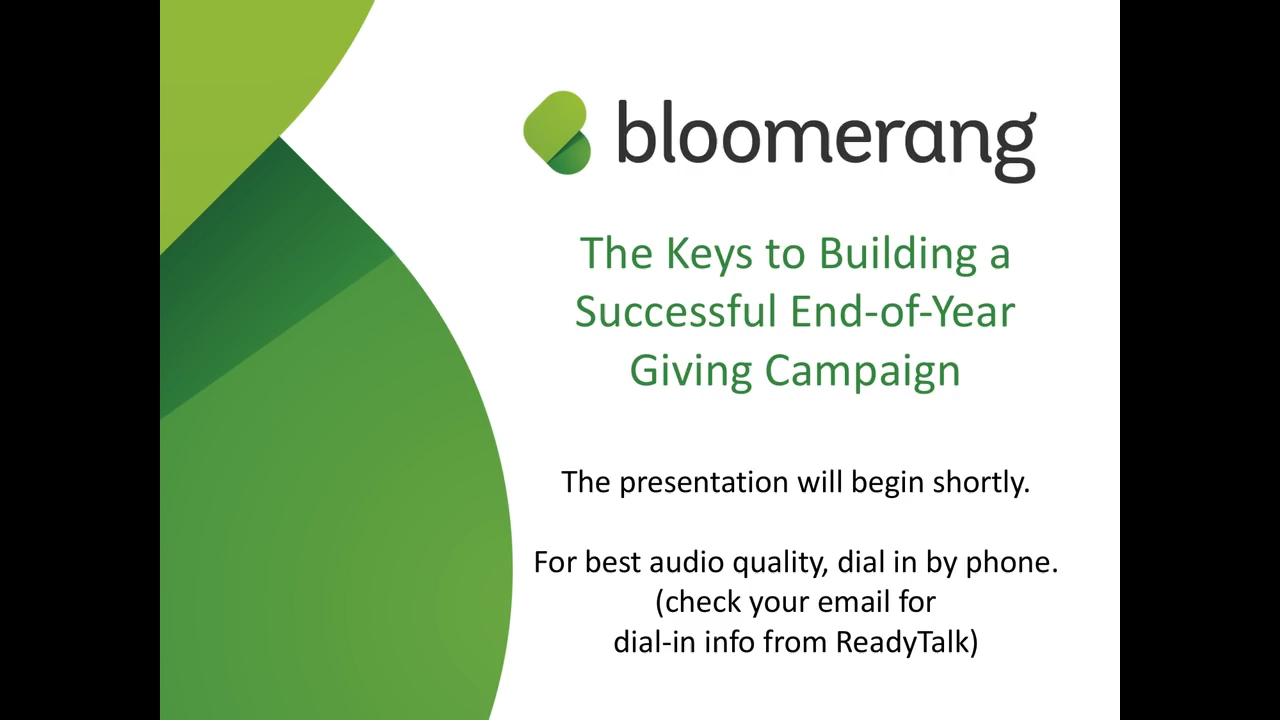 bloomerang
The Keys to Building a
Successful End-of-Year
Giving Campaign
The presentation will begin shortly.
For best audio quality, dial in by phone.
(check your email for
dial-in info from ReadyTalk)